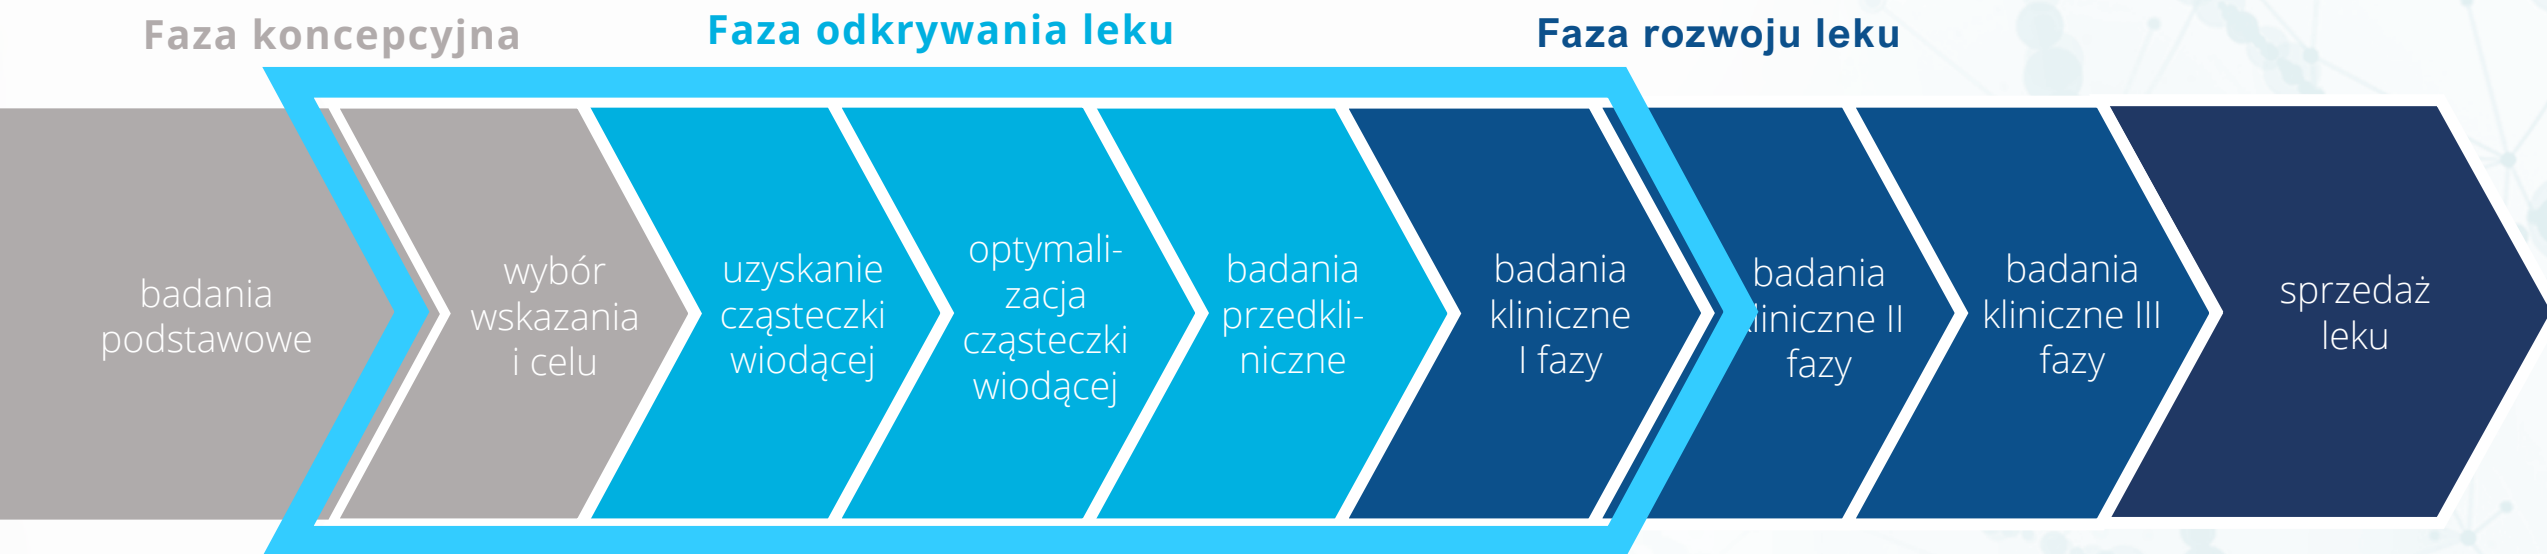 Faza koncepcyjna
Faza odkrywania leku
Faza rozwoju leku
badania
podstawowe
wybór
wskazania
i celu
uzyskanie
cząsteczki
wiodącej
optymali-
zacja
cząsteczki
wiodącej
badania
przedkli-
niczne
badania
kliniczne
I fazy
badania
kliniczne II
fazy
badania
kliniczne III
fazy
sprzedaż
leku